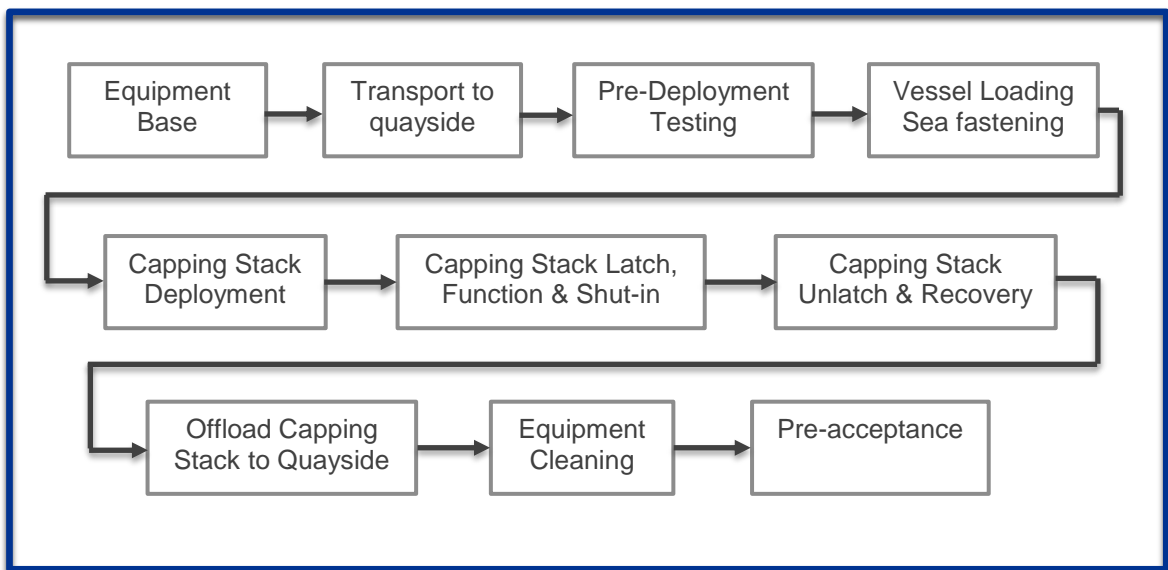 Equipment
Base
Transport to
quayside
Pre-Deployment
Testing
Vessel Loading
Sea fastening
Capping Stack
Deployment
Capping Stack Latch,
Function & Shut-in
Capping Stack
Unlatch & Recovery
Offload Capping
Stack to Quayside
Equipment
Cleaning
Pre-acceptance